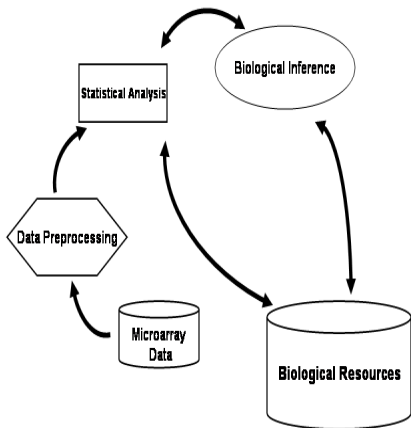 Biological Inference
Statistical Analysis
Data Preprocessing
Microarray
Data
Biological Resources